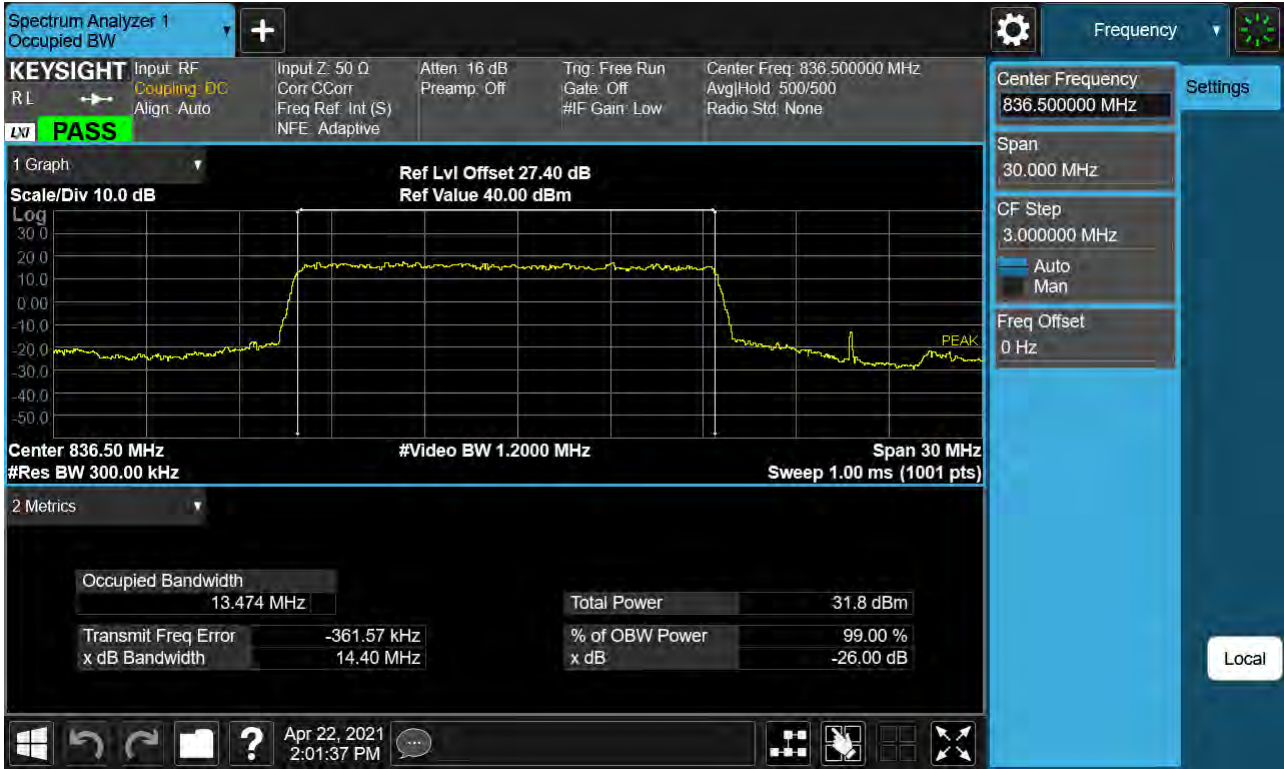 Spectrum Analyzer 1
Occupied BW
Frequency
KEYSIGHT
R L
LXI
PASS
Input: RF
Coupling: DC
Align: Auto
Input Z: 50 Ω
Corr CCorr
Freq Ref: Int (S)
NFE: Adaptive
Atten: 16 dB
Preamp: Off
Trig: Free Run
Gate: Off
#IF Gain: Low
Center Freq: 836.500000 MHz
Avg|Hold: 500/500
Radio Std: None
Center Frequency
836.500000 MHz
Settings
Span
30.000 MHz
CF Step
3.000000 MHz
Auto
Man
Freq Offset
0 Hz
Local
1 Graph
Scale/Div 10.0 dB
Ref Lvl Offset 27.40 dB
Ref Value 40.00 dBm
Log
30.0
20.0
10.0
0.00
-10.0
-20.0
-30.0
-40.0
-50.0
PEAK
Center 836.50 MHz
#Video BW 1.2000 MHz
Span 30 MHz
#Res BW 300.00 kHz
Sweep 1.00 ms (1001 pts)
2 Metrics
Occupied Bandwidth
13.474 MHz
Total Power 31.8 dBm
Transmit Freq Error -361.57 kHz
% of OBW Power 99.00 %
x dB Bandwidth 14.40 MHz
x dB -26.00 dB
?
Apr 22, 2021
2:01:37 PM